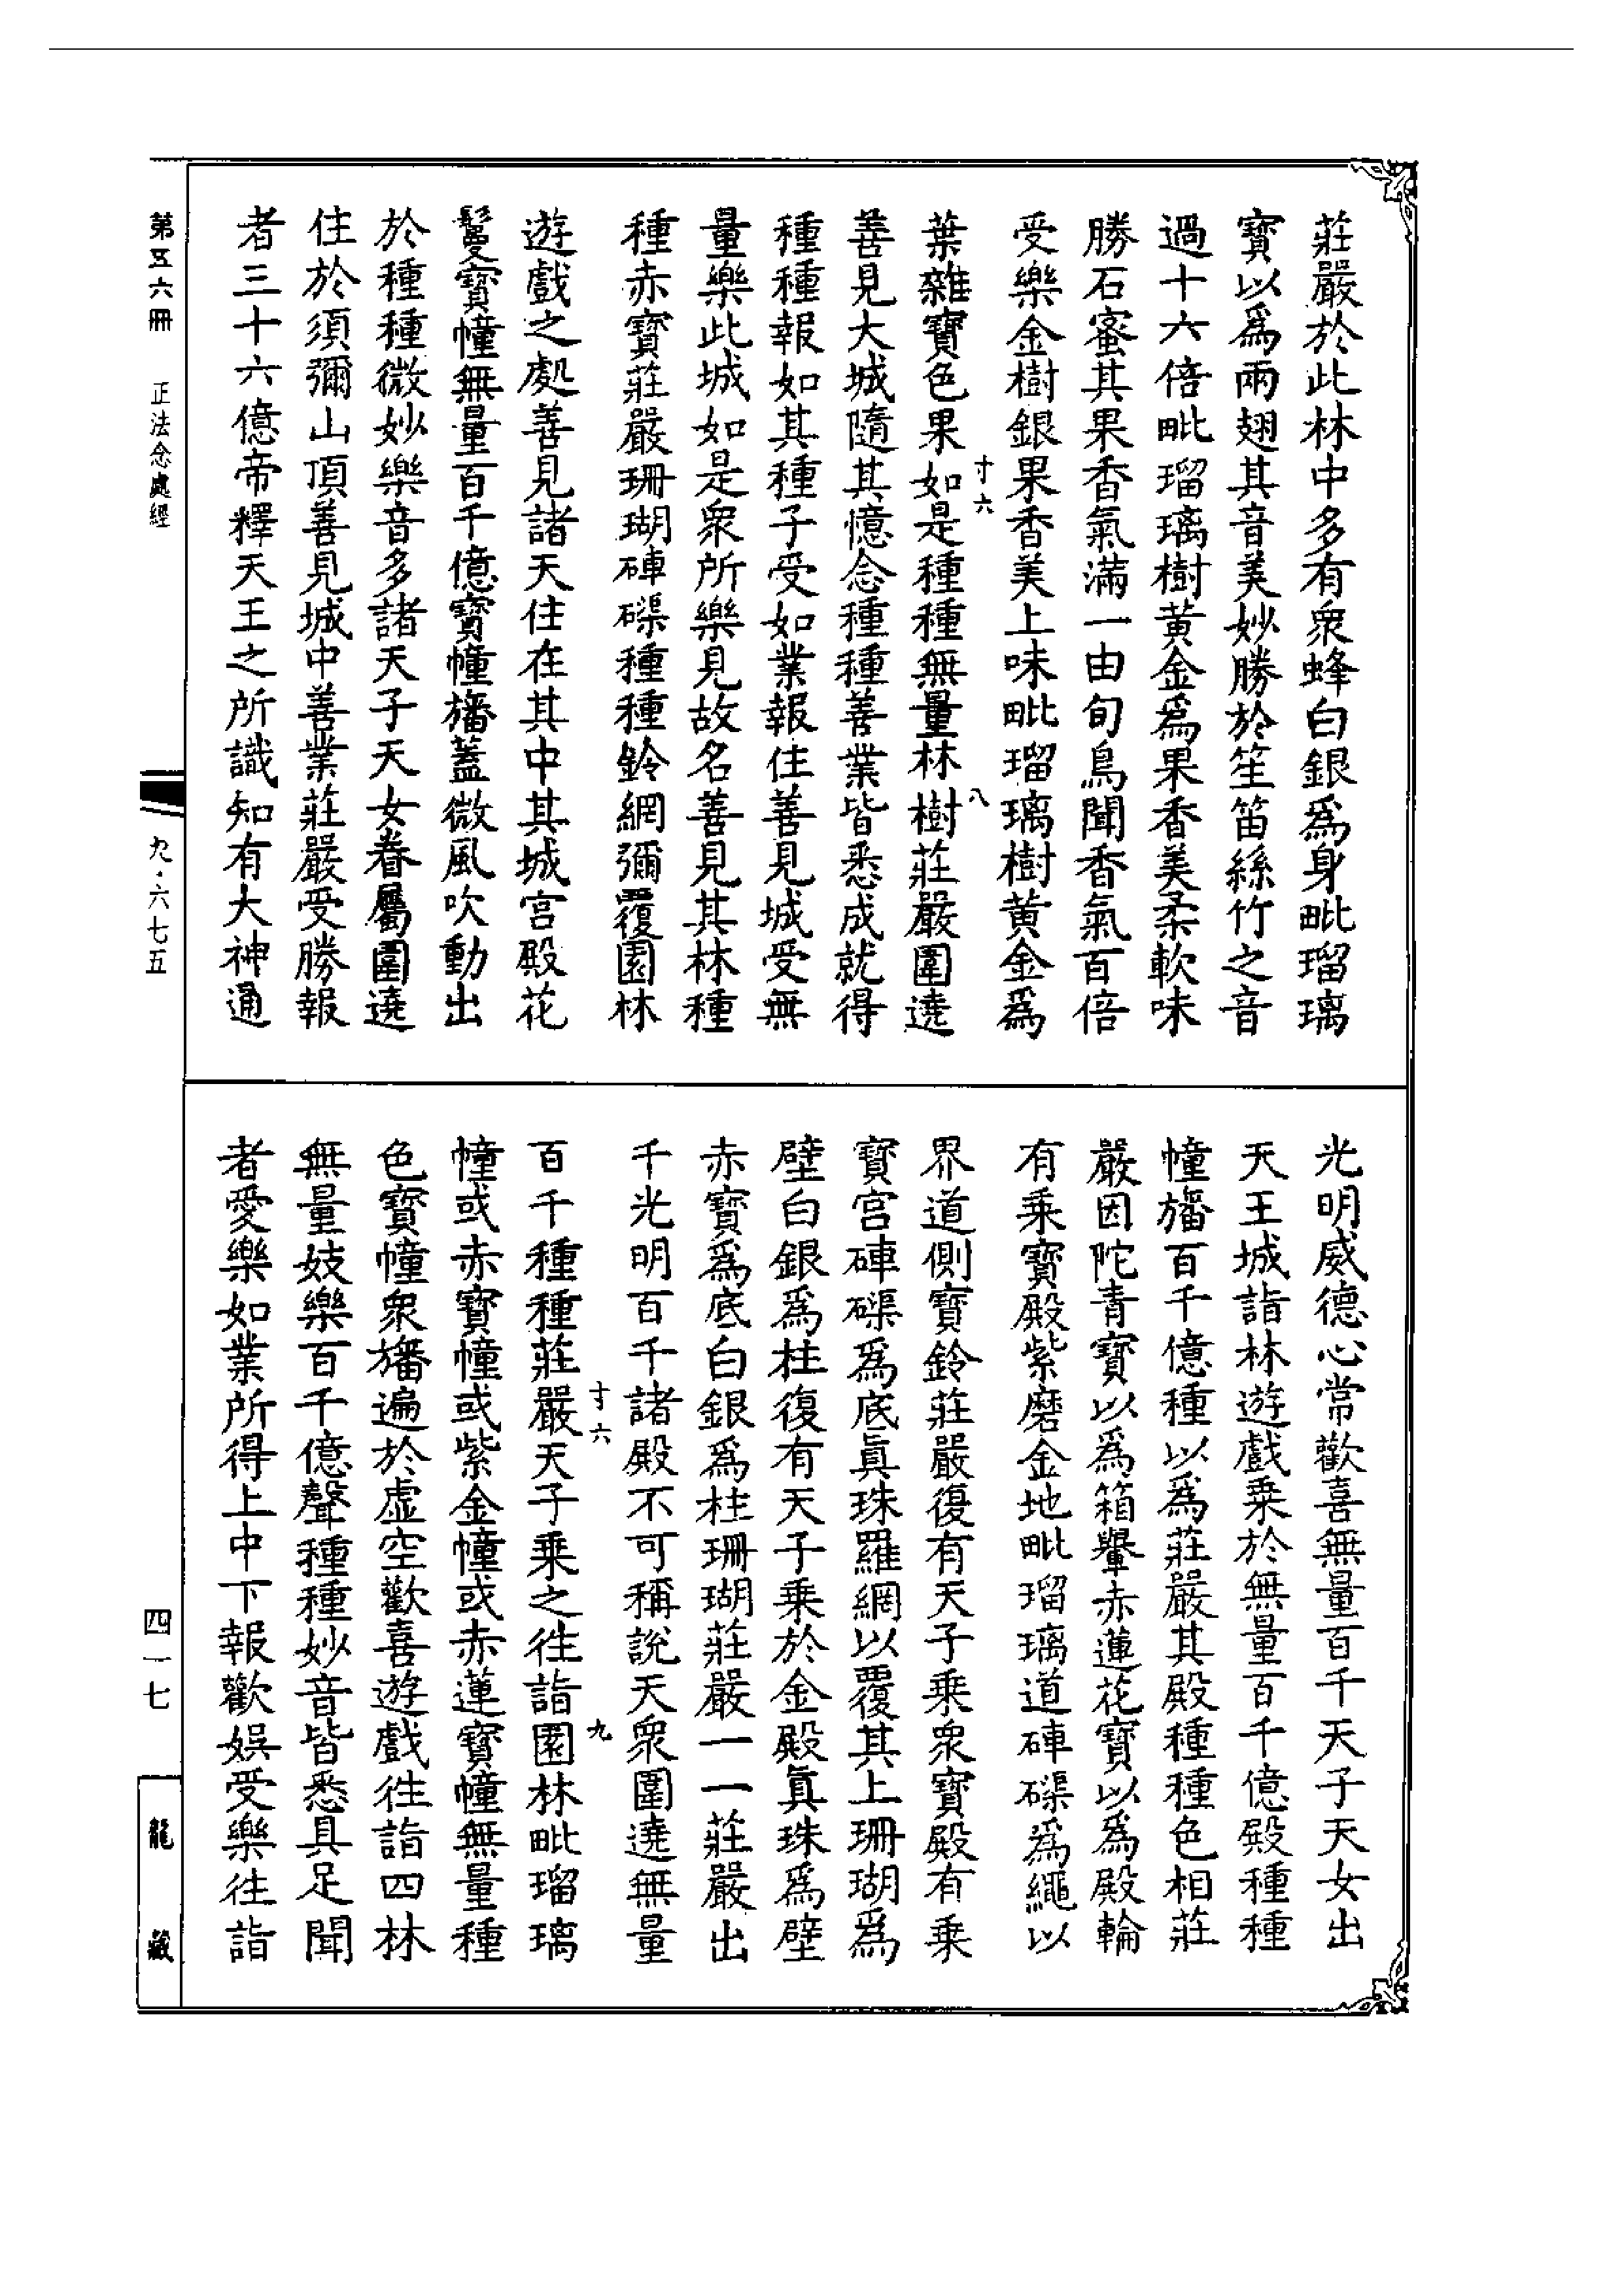 莊嚴於此林中多有衆蜂白銀爲身毗瑠璃
寶以爲兩翅其音美妙勝於笙笛絲竹之音
過十六倍毗瑠璃樹黃金爲果香美柔軟味
勝石蜜其果香氣滿一由旬鳥聞香氣百倍
受樂金樹銀果香美上味毗瑠璃樹黃金爲
寸六
八
葉雜寶色果如是種種無量林樹莊嚴圍遶
善見大城隨其憶念種種善業皆悉成就得
種種報如其種子受如業報住善見城受無
量樂此城如是衆所樂見故名善見其林種
種赤寶莊嚴珊瑚硨磲種種鈴網彌覆園林
遊戲之處善見諸天住在其中其城宮殿花
鬘寶幢無量百千億寶幢旛蓋微風吹動出
於種種微妙樂音多諸天子天女眷屬圍遶
住於須彌山頂善見城中善業莊嚴受勝報
者三十六億帝釋天王之所識知有大神通
光明威德心常歡喜無量百千天子天女出
天王城詣林遊戲乘於無量百千億殿種種
幢旛百千億種以爲莊嚴其殿種種色相莊
嚴因陀青寶以爲箱轝赤蓮花寶以爲殿輪
有乘寶殿紫磨金地毗瑠璃道硨磲爲繩以
界道側寶鈴莊嚴復有天子乘衆寶殿有乘
寶宮硨磲爲底眞珠羅網以覆其上珊瑚爲
壁白銀爲柱復有天子乘於金殿眞珠爲壁
赤寶爲底白銀爲柱珊瑚莊嚴一一莊嚴出
千光明百千諸殿不可稱說天衆圍遶無量
寸六
九
百千種種莊嚴天子乘之往詣園林毗瑠璃
幢或赤寶幢或紫金幢或赤蓮寶幢無量種
色寶幢衆旛遍於虛空歡喜遊戲往詣四林
無量妓樂百千億聲種種妙音皆悉具足聞
者愛樂如業所得上中下報歡娛受樂往詣
第五六冊 正法念處經
九·六七五
四一七
龍藏